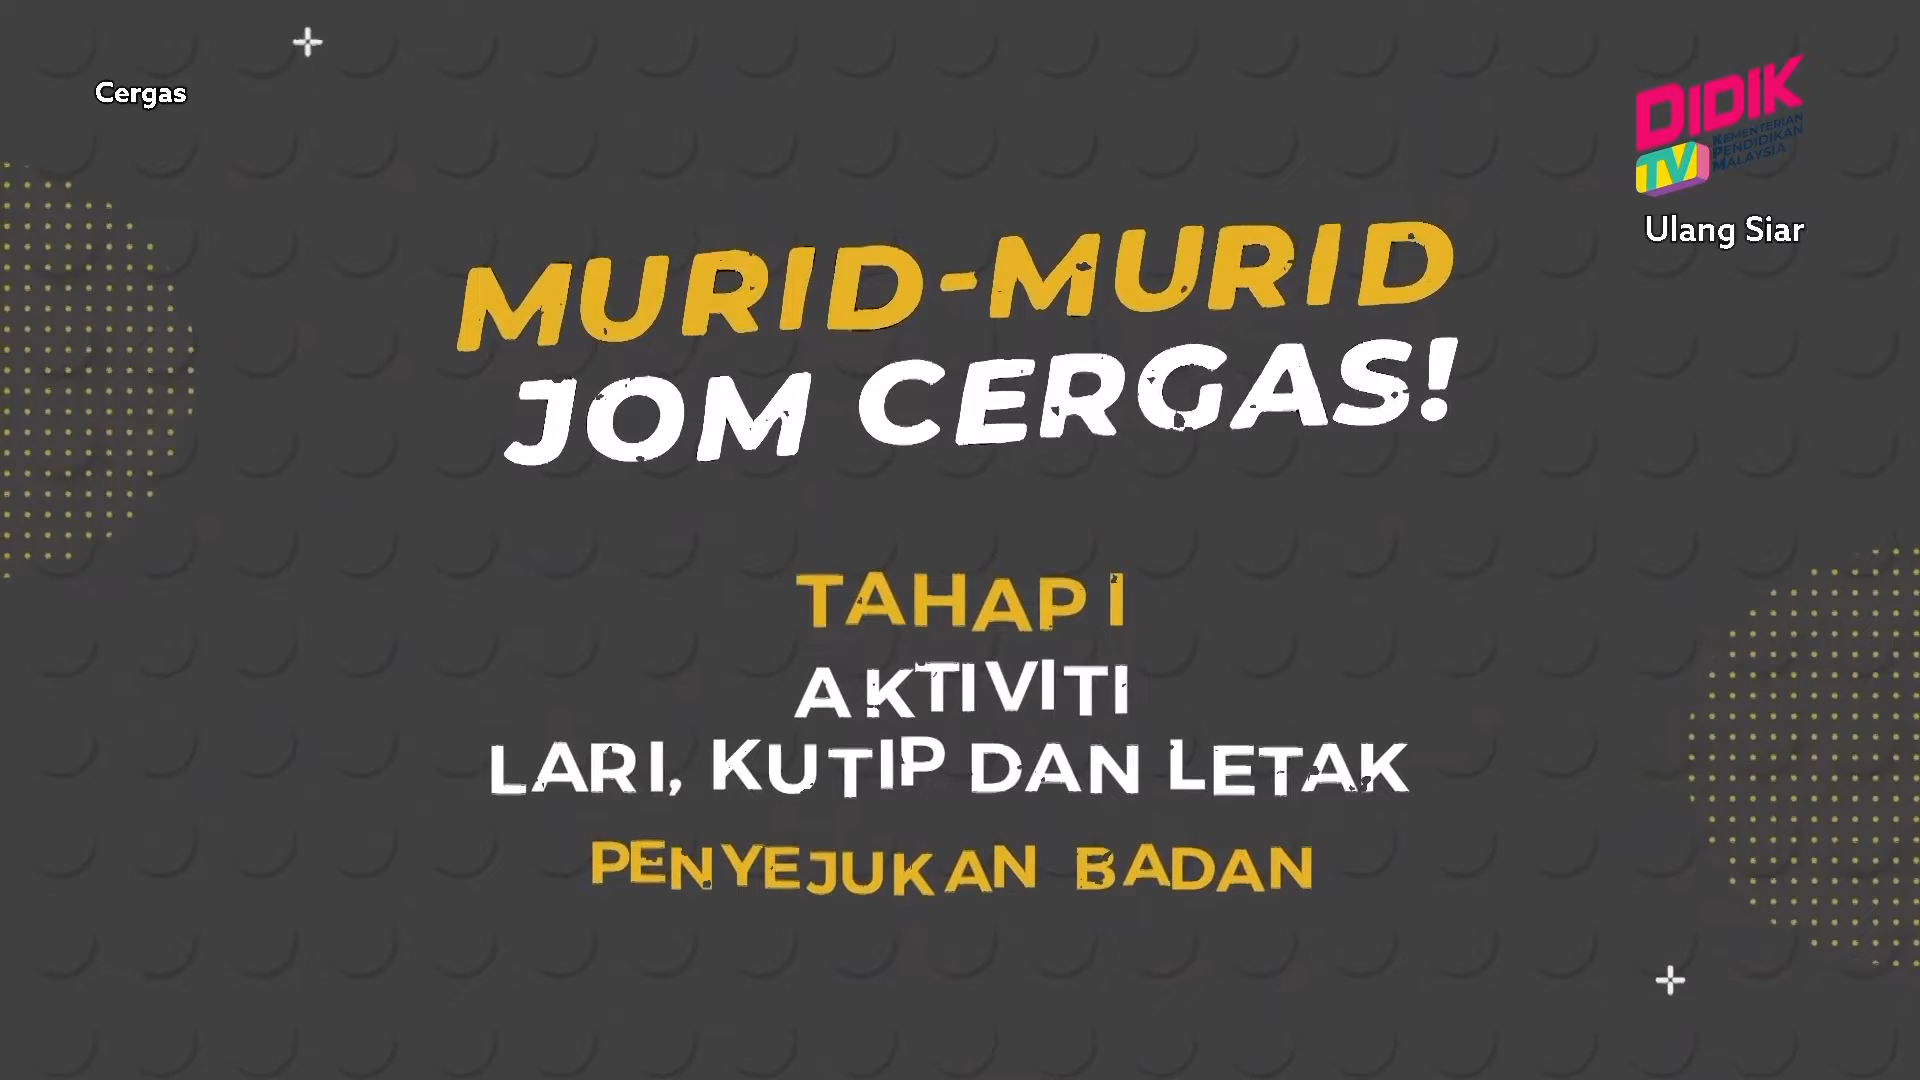 Cergas
DIDIK
TV
KEMENTERIAN
PENDIDIKAN
MALAYSIA
Ulang Siar
MURID-MURID
JOM CERGAS!
TAHAP I
AKTIVITI
LARI, KUTIP DAN LETAK
PENYEJUKAN BADAN